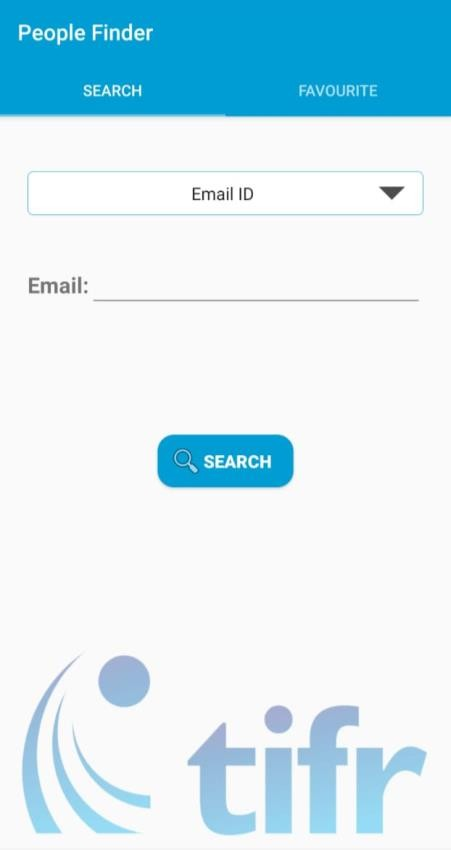 People Finder
SEARCH FAVOURITE
Email ID
Email:
SEARCH
tifr